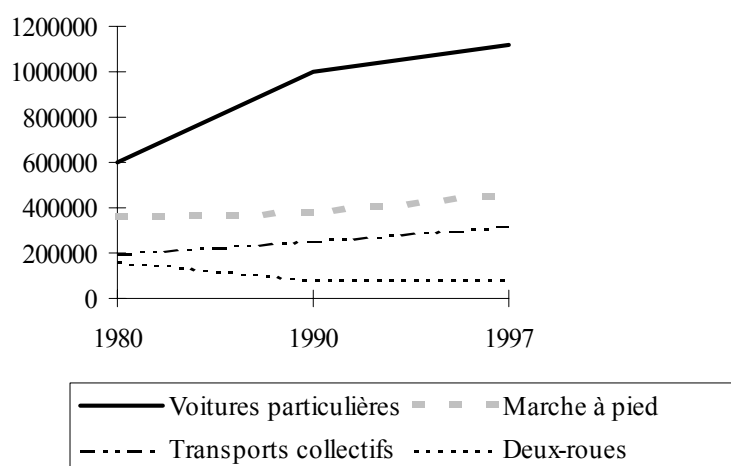 1200000
1000000
800000
600000
400000
200000
0
1980 1990 1997
Voitures particulières Marche à pied
Transports collectifs Deux-roues